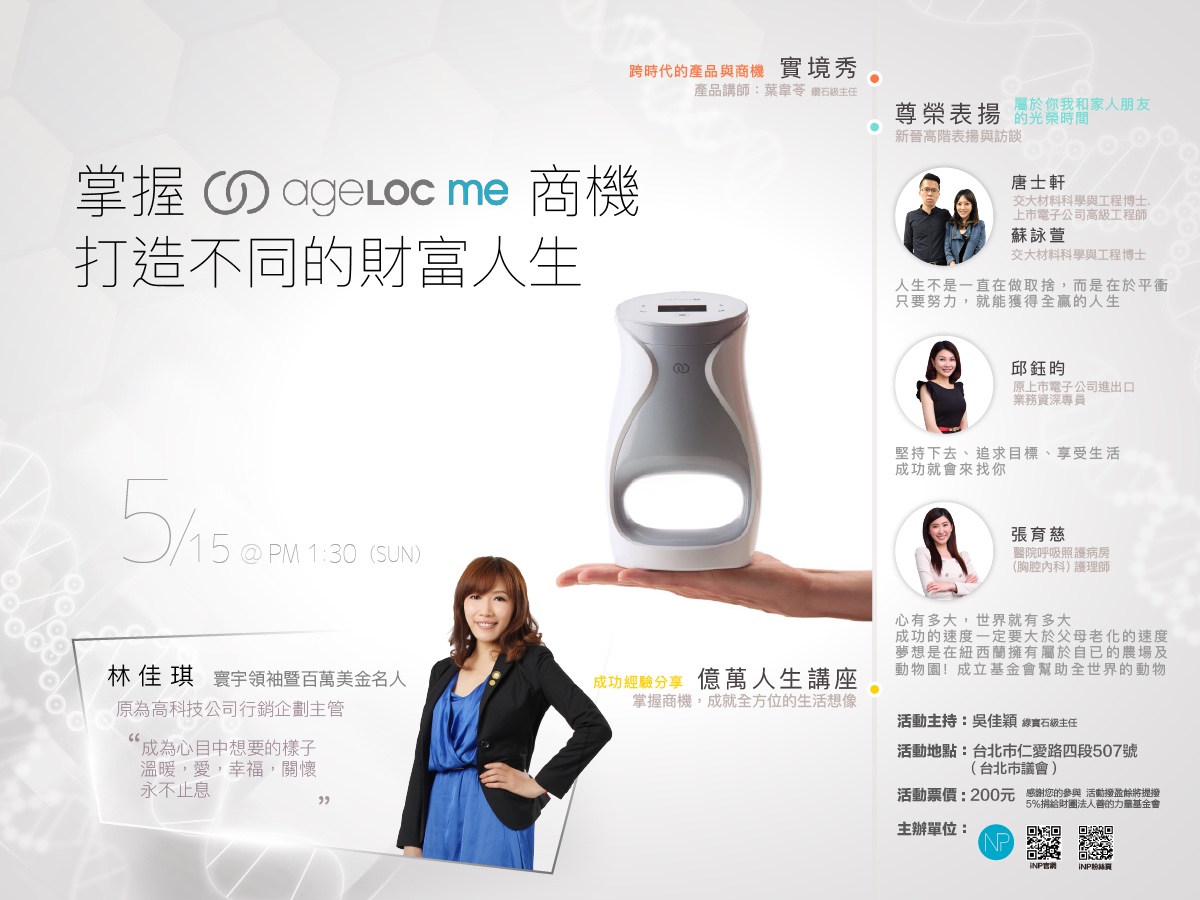 跨時代的產品與商機 實境秀
產品講師：葉韋苓 鑽石級主任
掌握 ageLOC me 商機
打造不同的財富人生
5/15 @ PM 1:30 (SUN)
林佳琪 寰宇領袖暨百萬美金名人
原為高科技公司行銷企劃主管
“成為心目中想要的樣子
溫暖，愛，幸福，關懷
永不止息”
成功經驗分享 億萬人生講座
掌握商機，成就全方位的生活想像
尊榮表揚 屬於你我和家人朋友
的光榮時間
新晉高階表揚與訪談
唐士軒
交大材料科學與工程博士.
上市電子公司高級工程師
蘇詠萱
交大材料科學與工程博士
人生不是一直在做取捨，而是在於平衡
只要努力，就能獲得全贏的人生
邱鈺昀
原上市電子公司進出口
業務資深專員
堅持下去、追求目標、享受生活
成功就會來找你
張育慈
醫院呼吸照護病房
(胸腔內科) 護理師
心有多大，世界就有多大
成功的速度一定要大於父母老化的速度
夢想是在紐西蘭擁有屬於自己的農場及
動物園! 成立基金會幫助全世界的動物
活動主持：吳佳穎 綠寶石級主任
活動地點：台北市仁愛路四段507號
（台北市議會）
活動票價：200元 感謝您的參與 活動撥盈餘將提撥
5%捐給財團法人善的力量基金會
主辦單位：NP
iNP官網 iNP粉絲頁